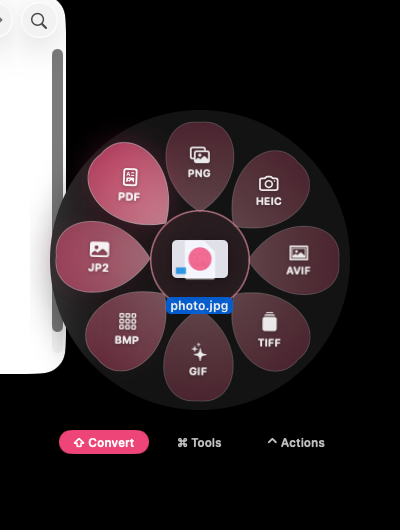 PNG
PDF
HEIC
JP2
AVIF
photo.jpg
BMP
TIFF
GIF
⇧ Convert
⌘ Tools
⌃ Actions